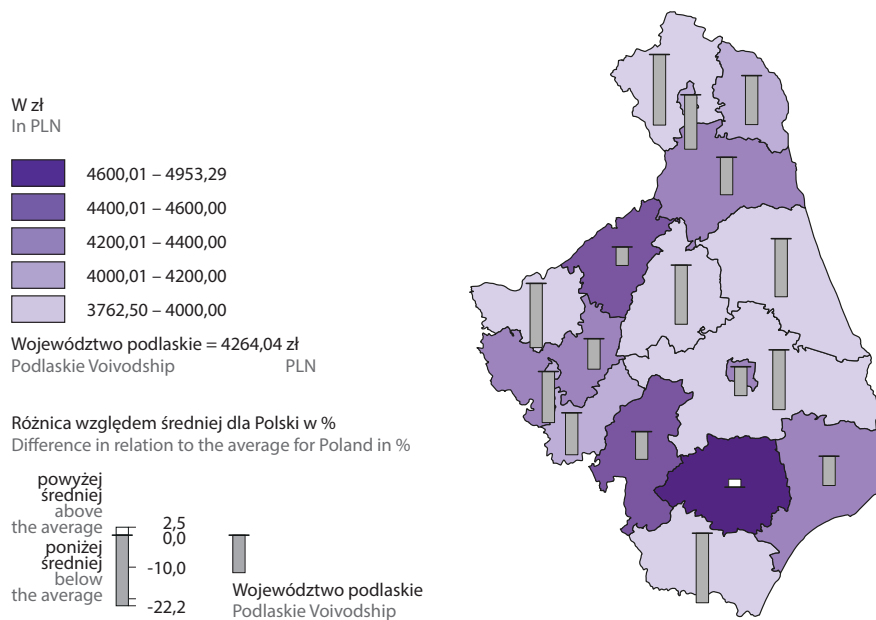 W zł
In PLN
4600,01 – 4953,29
4400,01 – 4600,00
4200,01 – 4400,00
4000,01 – 4200,00
3762,50 – 4000,00
Województwo podlaskie = 4264,04 zł
Podlaskie Voivodship PLN
Różnica względem średniej dla Polski w %
Difference in relation to the average for Poland in %
powyżej
średniej
above
the average
poniżej
średniej
below
the average
2,5
0,0
-10,0
-22,2
Województwo podlaskie
Podlaskie Voivodship